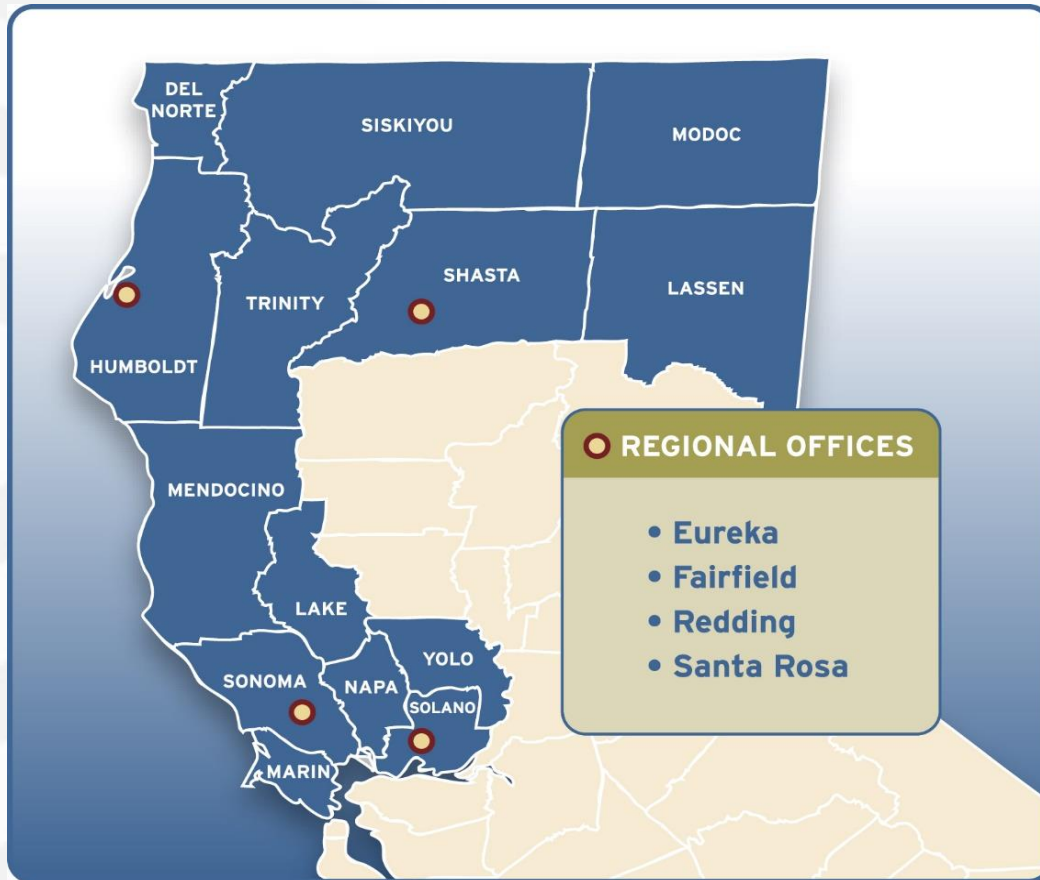 DEL
NORTE
SISKIYOU
MODOC
SHASTA
LASSEN
TRINITY
HUMBOLDT
MENDOCINO
LAKE
YOLO
SONOMA
NAPA
SOLANO
MARIN
REGIONAL OFFICES
• Eureka
• Fairfield
• Redding
• Santa Rosa